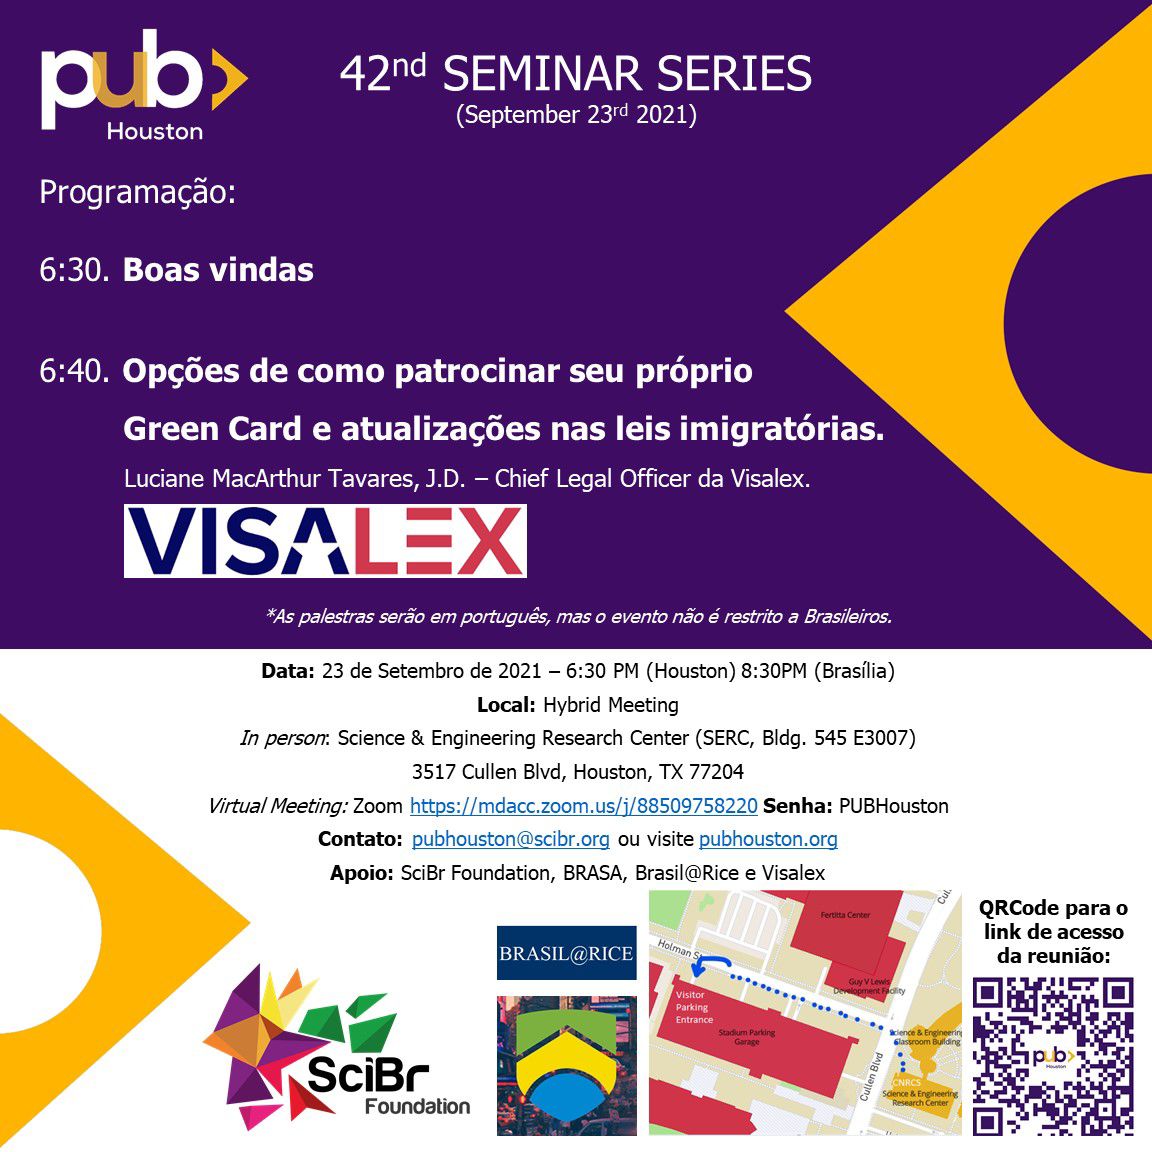 pub
Houston
42nd SEMINAR SERIES
(September 23rd 2021)
Programação:
6:30. Boas vindas
6:40. Opções de como patrocinar seu próprio
Green Card e atualizações nas leis imigratórias.
Luciane MacArthur Tavares, J.D. – Chief Legal Officer da Visalex.
VISALEX
*As palestras serão em português, mas o evento não é restrito a Brasileiros.
Data: 23 de Setembro de 2021 – 6:30 PM (Houston) 8:30PM (Brasília)
Local: Hybrid Meeting
In person: Science & Engineering Research Center (SERC, Bldg. 545 E3007)
3517 Cullen Blvd, Houston, TX 77204
Virtual Meeting: Zoom https://mdacc.zoom.us/j/88509758220 Senha: PUBHouston
Contato: pubhouston@scibr.org ou visite pubhouston.org
Apoio: SciBr Foundation, BRASA, Brasil@Rice e Visalex
SciBr
Foundation
BRASIL@RICE
Fertitta Center
Cul
Holman S
Guy V Lewis
Development Facility
Visitor
Parking
Entrance
Stadium Parking
Garage
Science & Engineering
Classroom Building
Cullen Blvd
CNRCS
Science & Engineering
Research Center
QRCode para o
link de acesso
da reunião:
pub
Houston